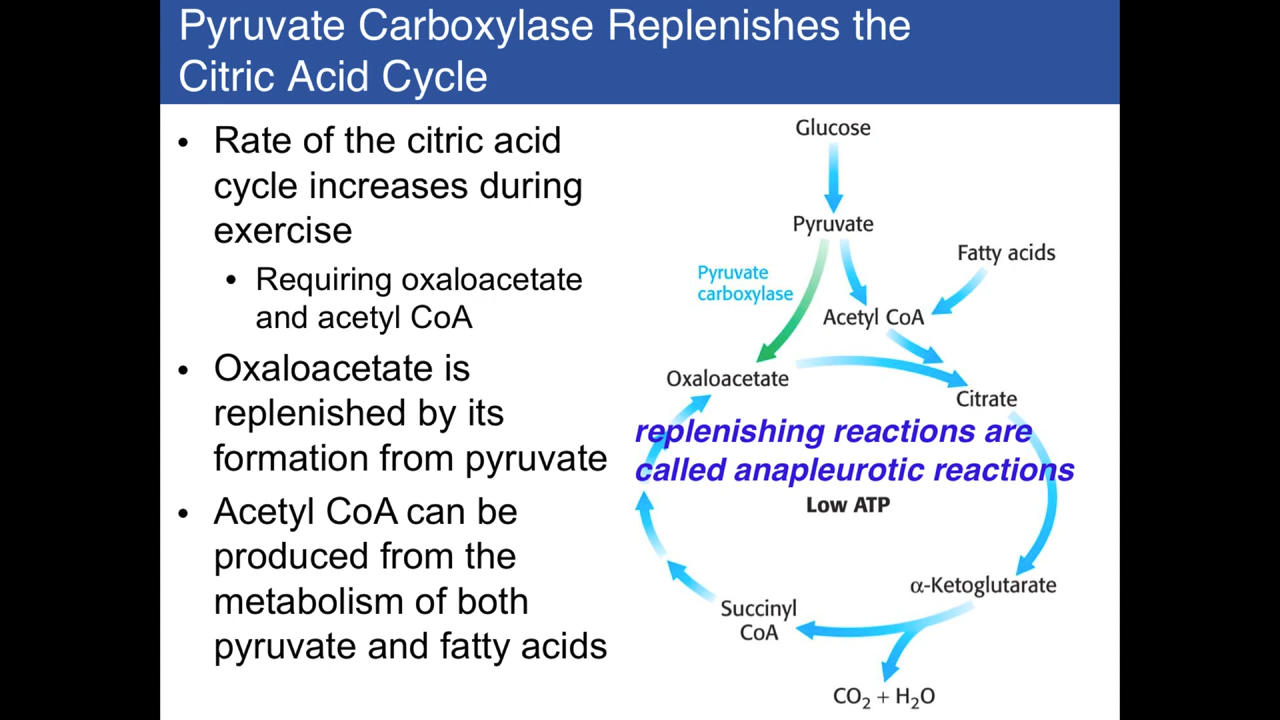 Pyruvate Carboxylase Replenishes the
Citric Acid Cycle
• Rate of the citric acid
cycle increases during
exercise
• Requiring oxaloacetate
and acetyl CoA
• Oxaloacetate is
replenished by its
formation from pyruvate
• Acetyl CoA can be
produced from the
metabolism of both
pyruvate and fatty acids
Glucose
Pyruvate
Fatty acids
Pyruvate
carboxylase
Acetyl CoA
Oxaloacetate
Citrate
replenishing reactions are
called anapleurotic reactions
Low ATP
α-Ketoglutarate
Succinyl
CoA
CO₂ + H₂O